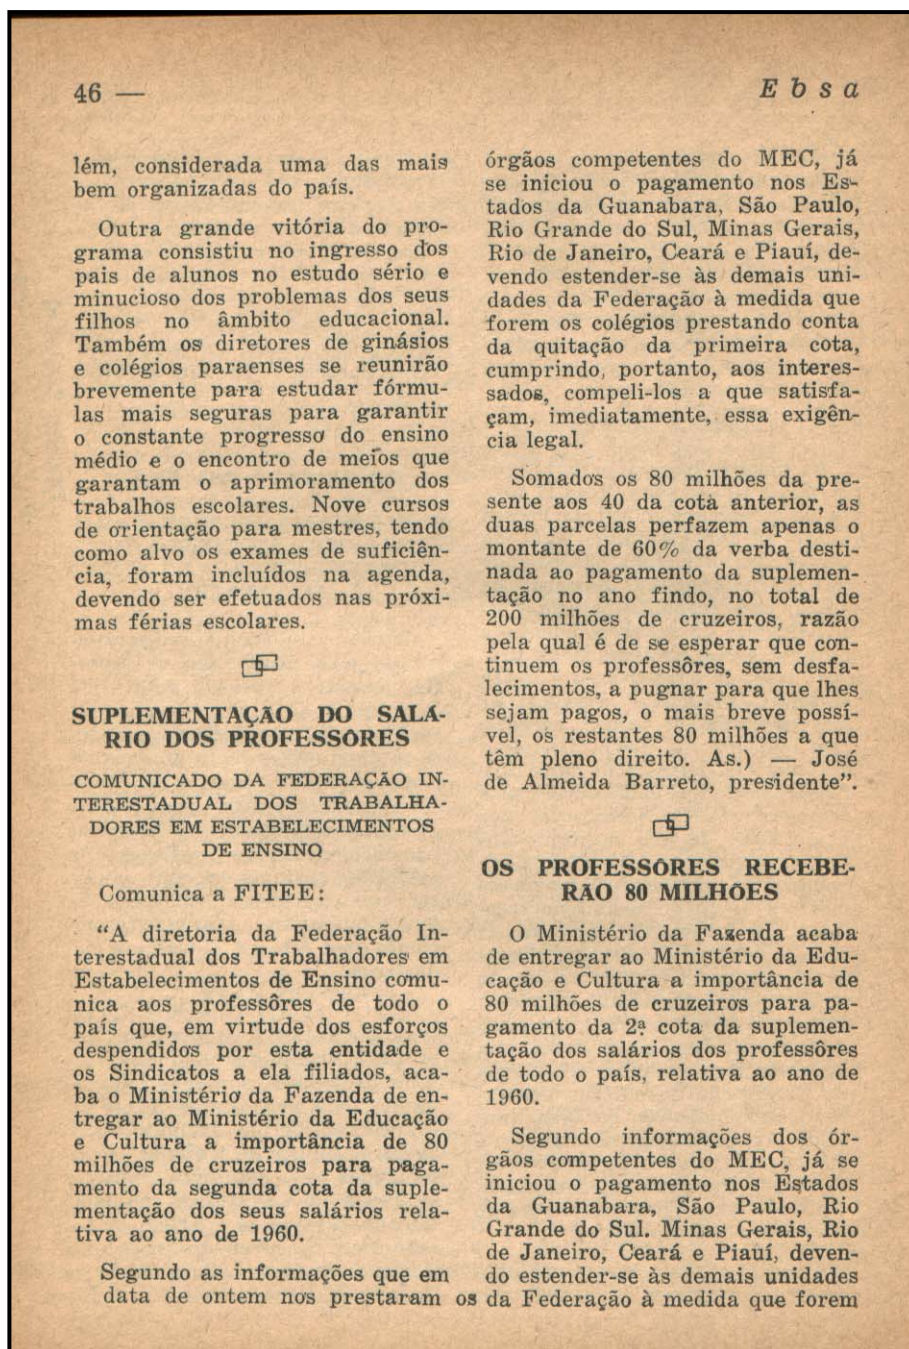 46 —
Ebsa
lém, considerada uma das mais
bem organizadas do país.
Outra grande vitória do pro-
grama consistiu no ingresso dos
pais de alunos no estudo sério e
minucioso dos problemas dos seus
filhos no âmbito educacional.
Também os diretores de ginásios
e colégios paraenses se reunirão
brevemente para estudar fórmu-
las mais seguras para garantir
o constante progresso do ensino
médio e o encontro de meios que
garantam o aprimoramento dos
trabalhos escolares. Nove cursos
de orientação para mestres, tendo
como alvo os exames de suficiên-
cia, foram incluídos na agenda,
devendo ser efetuados nas próxi-
mas férias escolares.
SUPLEMENTAÇÃO DO SALÁ-
RIO DOS PROFESSÔRES
COMUNICADO DA FEDERAÇÃO IN-
TERESTADUAL DOS TRABALHA-
DORES EM ESTABELECIMENTOS
DE ENSINO
Comunica a FITEE:
"A diretoria da Federação In-
terestadual dos Trabalhadores em
Estabelecimentos de Ensino comu-
nica aos professôres de todo o
país que, em virtude dos esforços
despendidos por esta entidade e
os Sindicatos a ela filiados, aca-
ba o Ministério da Fazenda de en-
tregar ao Ministério da Educação
e Cultura a importância de 80
milhões de cruzeiros para paga-
mento da segunda cota da suple-
mentação dos seus salários rela-
tiva ao ano de 1960.
Segundo as informações que em
data de ontem nos prestaram os
órgãos competentes do MEC, já
se iniciou o pagamento nos Es-
tados da Guanabara, São Paulo,
Rio Grande do Sul, Minas Gerais,
Rio de Janeiro, Ceará e Piauí, de-
vendo estender-se às demais uni-
dades da Federação à medida que
forem os colégios prestando conta
da quitação da primeira cota,
cumprindo, portanto, aos interes-
sados, compeli-los a que satisfa-
çam, imediatamente, essa exigên-
cia legal.
Somados os 80 milhões da pre-
sente aos 40 da cota anterior, as
duas parcelas perfazem apenas o
montante de 60% da verba desti-
nada ao pagamento da suplemen-
tação no ano findo, no total de
200 milhões de cruzeiros, razão
pela qual é de se esperar que con-
tinuem os professôres, sem desfa-
lecimentos, a pugnar para que lhes
sejam pagos, o mais breve possí-
vel, os restantes 80 milhões a que
têm pleno direito. As.) — José
de Almeida Barreto, presidente".
OS PROFESSÔRES RECEBE-
RÃO 80 MILHÕES
O Ministério da Fazenda acaba
de entregar ao Ministério da Edu-
cação e Cultura a importância de
80 milhões de cruzeiros para pa-
gamento da 2ª cota da suplemen-
tação dos salários dos professôres
de todo o país, relativa ao ano de
1960.
Segundo informações dos ór-
gãos competentes do MEC, já se
iniciou o pagamento nos Estados
da Guanabara, São Paulo, Rio
Grande do Sul. Minas Gerais, Rio
de Janeiro, Ceará e Piauí, deven-
do estender-se às demais unidades
da Federação à medida que forem